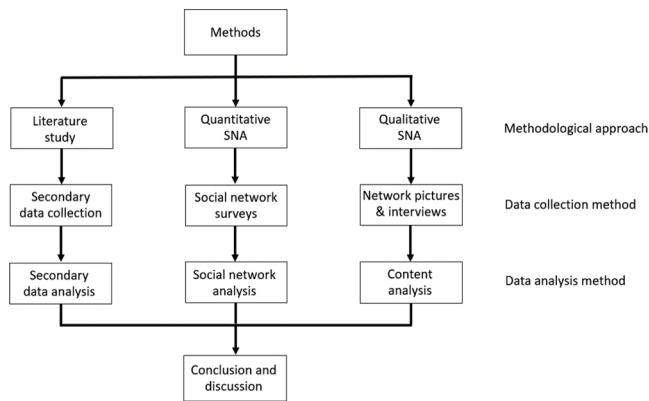 Methods
Literature
study
Quantitative
SNA
Qualitative
SNA
Methodological approach
Secondary
data collection
Social network
surveys
Network pictures
& interviews
Data collection method
Secondary
data analysis
Social network
analysis
Content
analysis
Data analysis method
Conclusion and
discussion